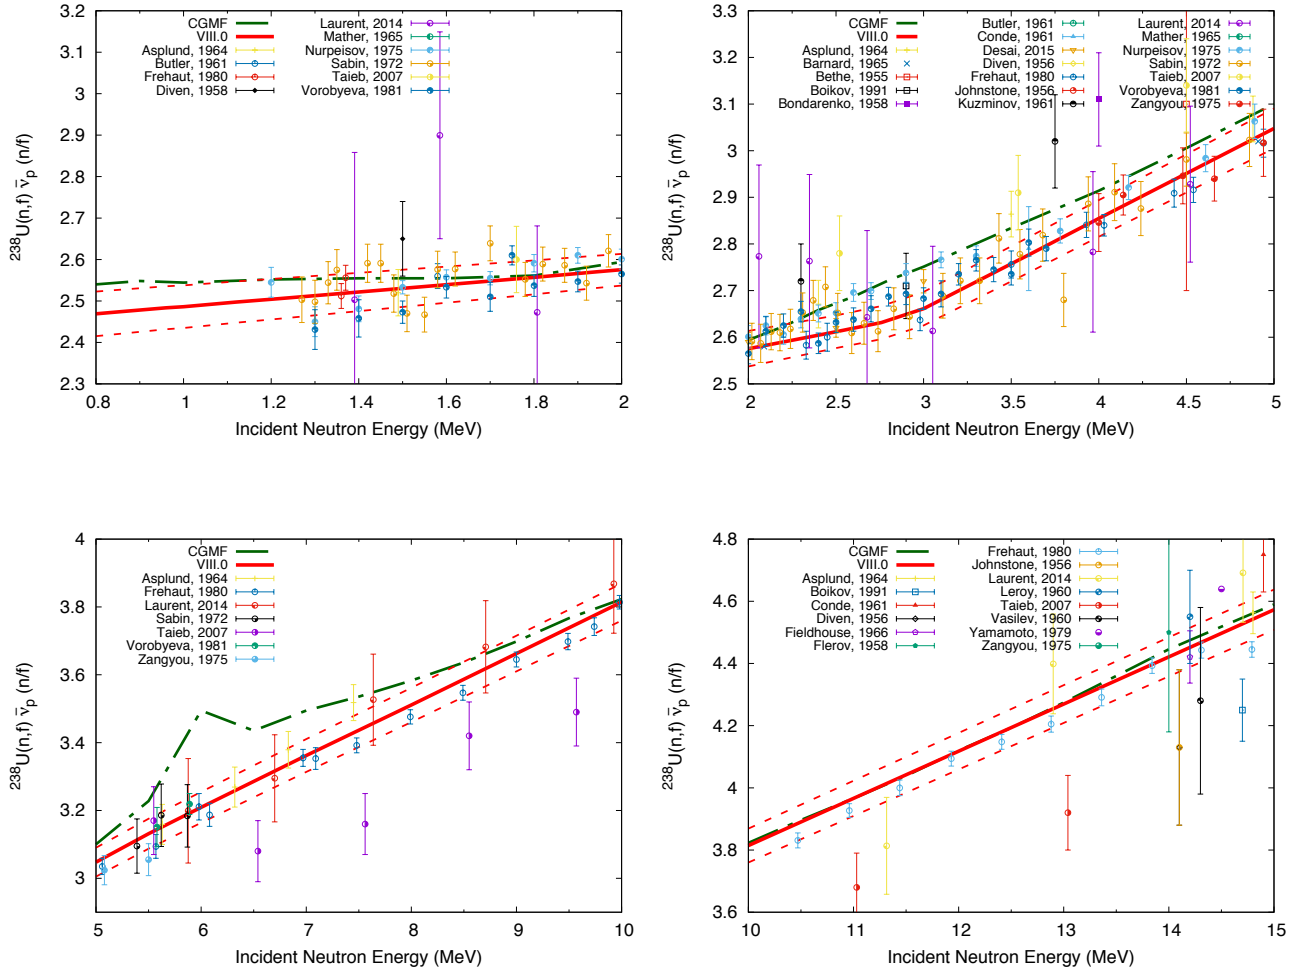 ²³⁸U(n,f) ν̄ₚ (n/f)
3.2
3.1
3
2.9
2.8
2.7
2.6
2.5
2.4
2.3
0.8
1
1.2
1.4
1.6
1.8
2
Incident Neutron Energy (MeV)
CGMF
VIII.0
Asplund, 1964
Butler, 1961
Frehaut, 1980
Diven, 1958
Laurent, 2014
Mather, 1965
Nurpeisov, 1975
Sabin, 1972
Taieb, 2007
Vorobyeva, 1981
²³⁸U(n,f) ν̄ₚ (n/f)
3.3
3.2
3.1
3
2.9
2.8
2.7
2.6
2.5
2
2.5
3
3.5
4
4.5
5
Incident Neutron Energy (MeV)
CGMF
VIII.0
Asplund, 1964
Barnard, 1965
Bethe, 1955
Boikov, 1991
Bondarenko, 1958
Butler, 1961
Conde, 1961
Desai, 2015
Diven, 1956
Frehaut, 1980
Johnstone, 1956
Kuzminov, 1961
Laurent, 2014
Mather, 1965
Nurpeisov, 1975
Sabin, 1972
Taieb, 2007
Vorobyeva, 1981
Zangyou, 1975
²³⁸U(n,f) ν̄ₚ (n/f)
4
3.8
3.6
3.4
3.2
3
5
6
7
8
9
10
Incident Neutron Energy (MeV)
CGMF
VIII.0
Asplund, 1964
Frehaut, 1980
Laurent, 2014
Sabin, 1972
Taieb, 2007
Vorobyeva, 1981
Zangyou, 1975
²³⁸U(n,f) ν̄ₚ (n/f)
4.8
4.6
4.4
4.2
4
3.8
3.6
10
11
12
13
14
15
Incident Neutron Energy (MeV)
CGMF
VIII.0
Asplund, 1964
Boikov, 1991
Conde, 1961
Diven, 1956
Fieldhouse, 1966
Flerov, 1958
Frehaut, 1980
Johnstone, 1956
Laurent, 2014
Leroy, 1960
Taieb, 2007
Vasilev, 1960
Yamamoto, 1979
Zangyou, 1975